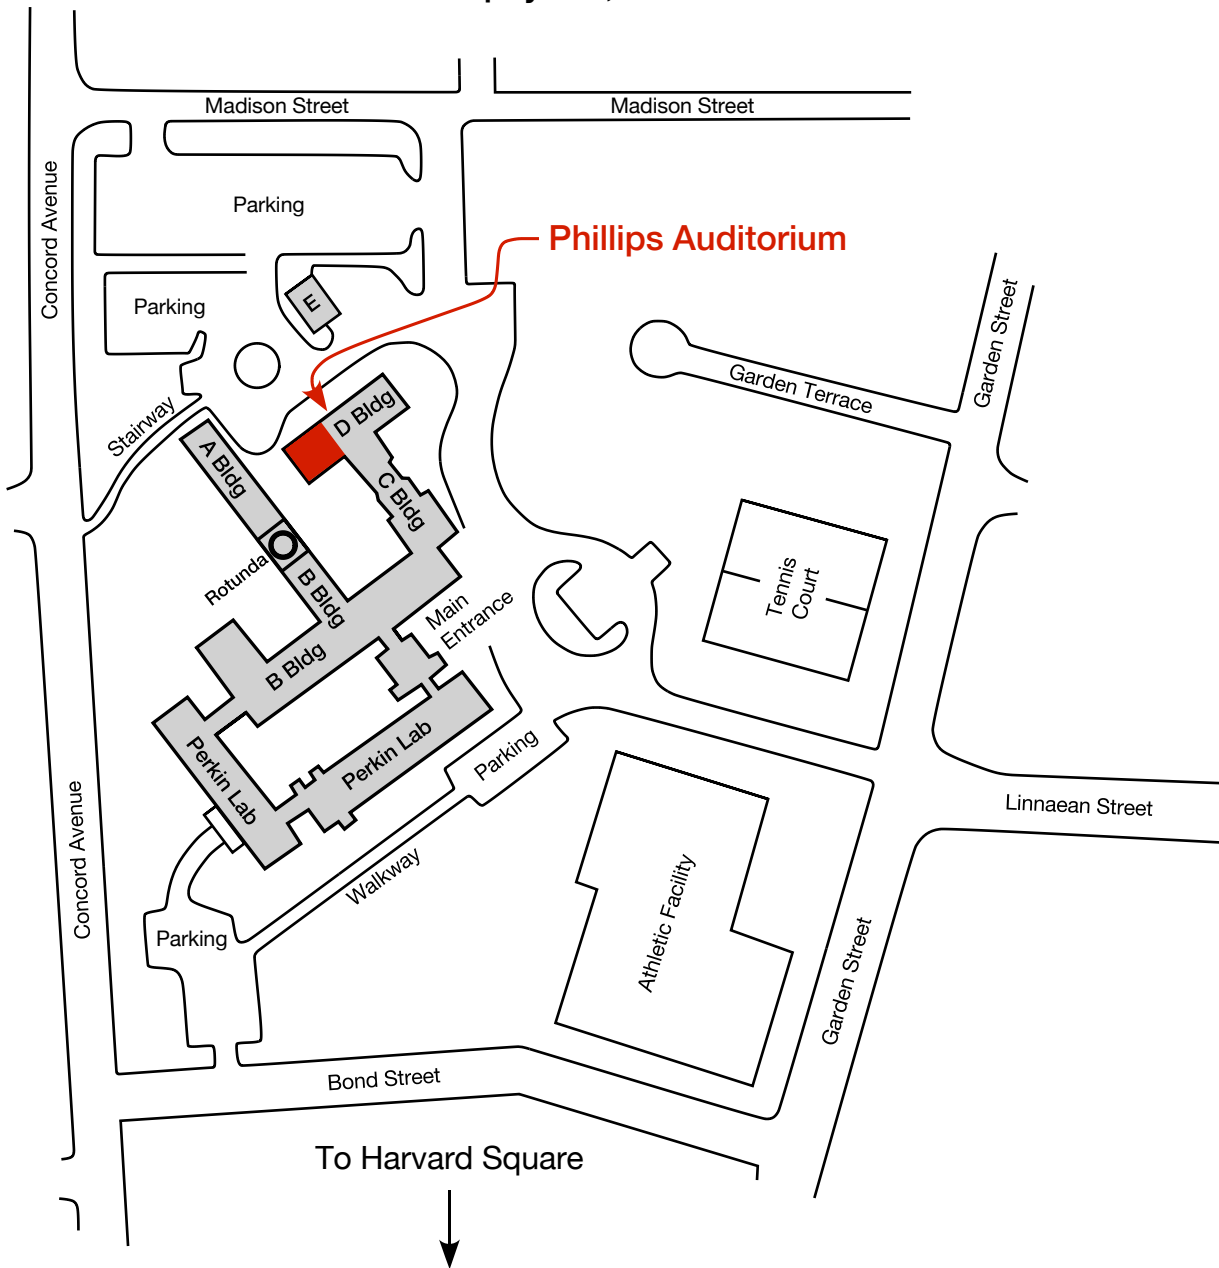 Madison Street
Madison Street
Concord Avenue
Parking
Phillips Auditorium
Parking
E
Garden Street
Garden Terrace
Stairway
D Bldg
A Bldg
C Bldg
Rotunda
B Bldg
Tennis
Court
Main
Entrance
B Bldg
Perkin Lab
Perkin Lab
Parking
Linnaean Street
Concord Avenue
Walkway
Athletic Facility
Parking
Garden Street
Bond Street
To Harvard Square